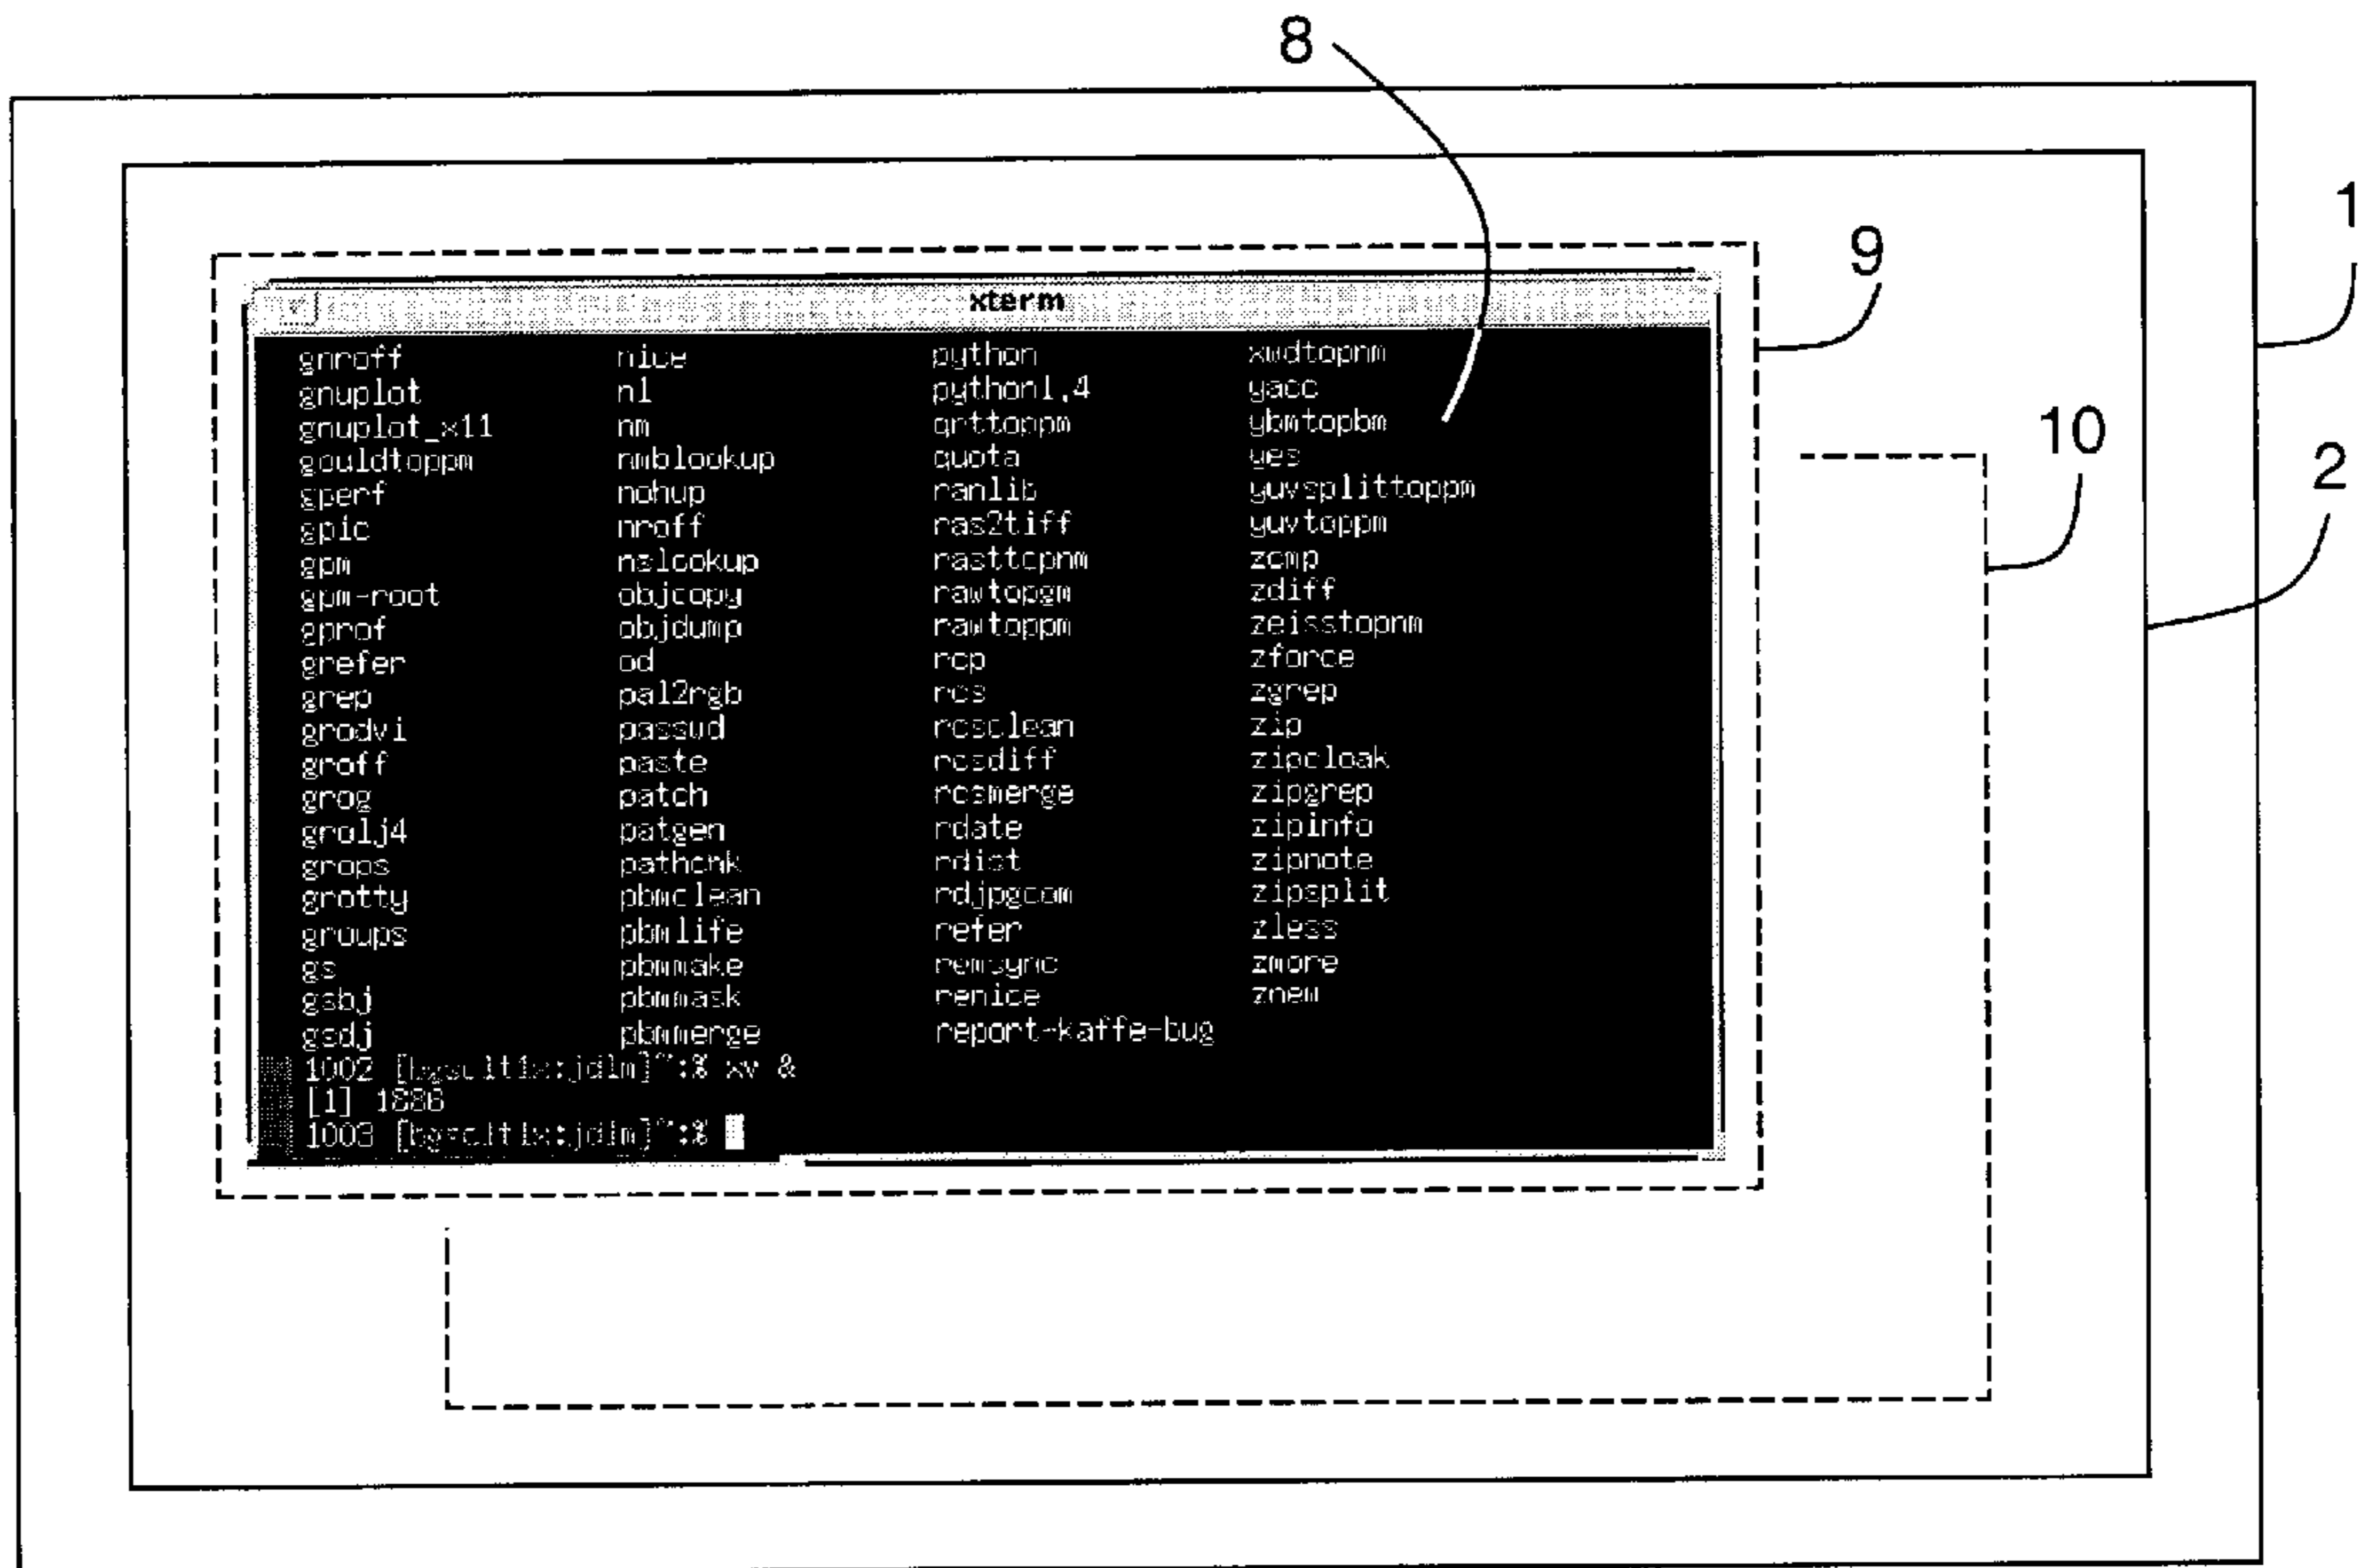 8
1
9
10
2
xterm
gnroff nice python xwdtopnm
gnuplot nl python1.4 yacc
gnuplot_x11 nm qrttoppm ybmtopbm
gouldtoppm nmblookup quota yes
gperf nohup ranlib yuvsplittoppm
gpic nroff ras2tiff yuvtoppm
gpm nslookup rasttopnm zcmp
gpm-root objcopy rawtopgm zdiff
gprof objdump rawtoppm zeisstopnm
grefer od rcp zforce
grep pal2rgb rcs zgrep
grodvi passwd rcsclean zip
groff paste rcsdiff zipcloak
grog patch rcsmerge zipgrep
grolj4 patgen rdate zipinfo
grops pathchk rdist zipnote
grotty pbmclean rdjpgcom zipsplit
groups pbmlife refer zless
gs pbmmake remsync zmore
gsbj pbmmask renice znew
gsdj pbmmerge report-kaffe-bug
1002 :% xv &
[1] 1886
1003 :%